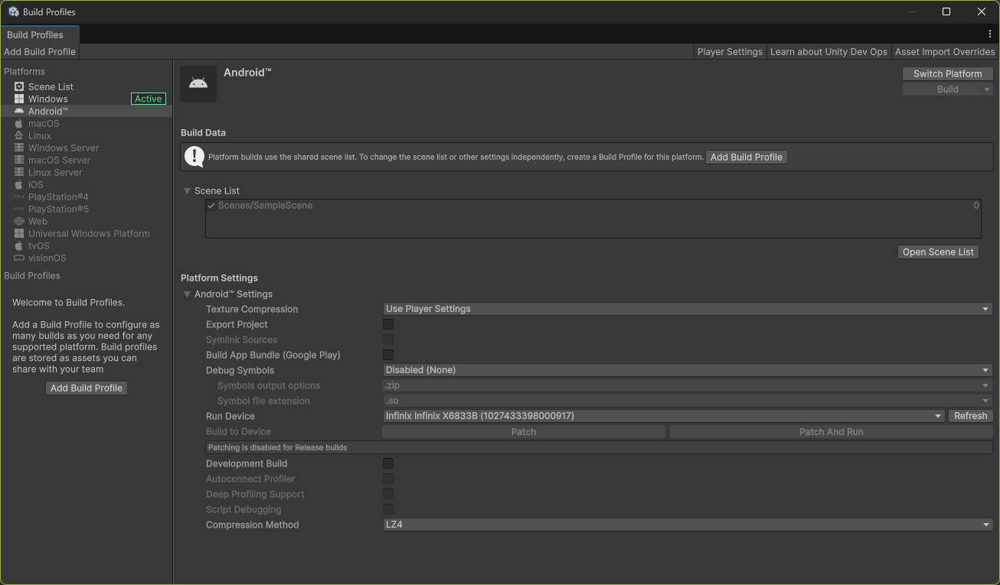 Build Profiles
Build Profiles
Add Build Profile
Player Settings
Learn about Unity Dev Ops
Asset Import Overrides
Platforms
Scene List
Windows
Active
Android™
macOS
Linux
Windows Server
macOS Server
Linux Server
iOS
PlayStation®4
PlayStation®5
Web
Universal Windows Platform
tvOS
visionOS
Build Profiles
Welcome to Build Profiles.
Add a Build Profile to configure as
many builds as you need for any
supported platform. Build profiles
are stored as assets you can
share with your team
Add Build Profile
Android™
Switch Platform
Build
Build Data
Platform builds use the shared scene list. To change the scene list or other settings independently, create a Build Profile for this platform.
Add Build Profile
Scene List
Scenes/SampleScene 0
Open Scene List
Platform Settings
Android™ Settings
Texture Compression Use Player Settings
Export Project
Symlink Sources
Build App Bundle (Google Play)
Debug Symbols Disabled (None)
Symbols output options .zip
Symbol file extension .so
Run Device Infinix Infinix X6833B (1027433398000917) Refresh
Build to Device Patch Patch And Run
Patching is disabled for Release builds
Development Build
Autoconnect Profiler
Deep Profiling Support
Script Debugging
Compression Method LZ4